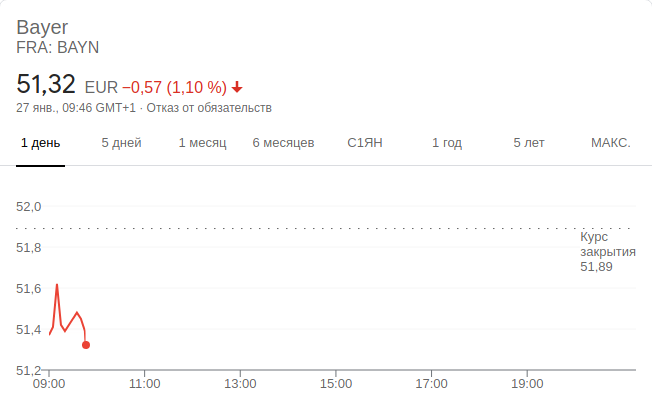 Bayer
FRA: BAYN
51,32 EUR −0,57 (1,10 %)
27 янв., 09:46 GMT+1 · Отказ от обязательств
1 день 5 дней 1 месяц 6 месяцев С1ЯН 1 год 5 лет МАКС.
52,0
51,8
51,6
51,4
51,2
Курс
закрытия
51,89
09:00 11:00 13:00 15:00 17:00 19:00